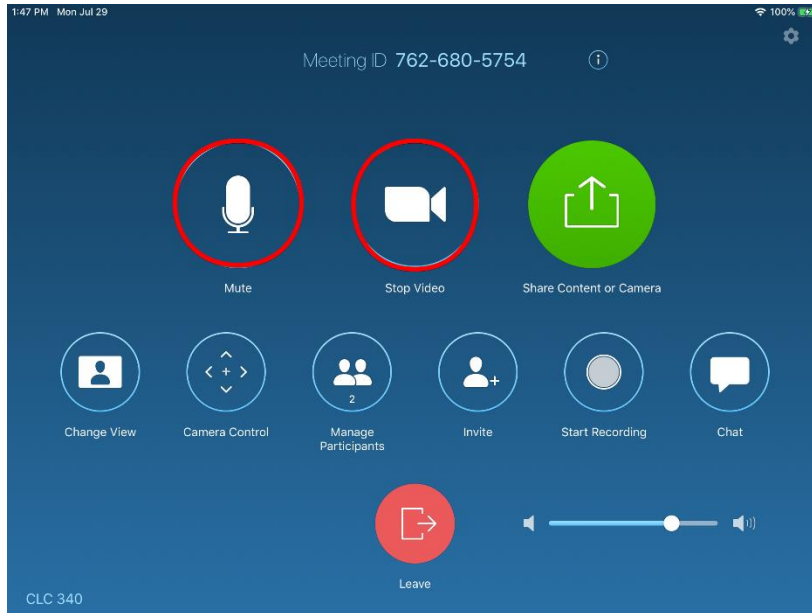 1:47 PM Mon Jul 29
100%
Meeting ID 762-680-5754
Mute
Stop Video
Share Content or Camera
2
Change View
Camera Control
Manage
Participants
Invite
Start Recording
Chat
Leave
CLC 340